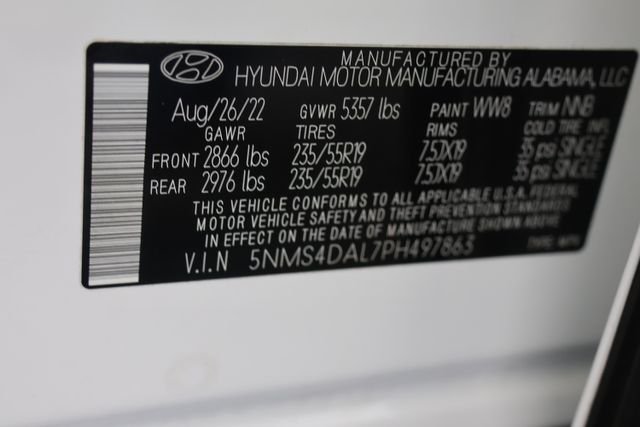 MANUFACTURED BY
HYUNDAI MOTOR MANUFACTURING ALABAMA, LLC
Aug/26/22 GVWR 5357 lbs PAINT WW8 TRIM NNB
GAWR TIRES RIMS COLD TIRE INFL.
FRONT 2866 lbs 235/55R19 7.5JX19 35 psi SINGLE
REAR 2976 lbs 235/55R19 7.5JX19 35 psi SINGLE
THIS VEHICLE CONFORMS TO ALL APPLICABLE U.S.A. FEDERAL
MOTOR VEHICLE SAFETY AND THEFT PREVENTION STANDARDS
IN EFFECT ON THE DATE OF MANUFACTURE SHOWN ABOVE.
V.I.N 5NMS4DAL7PH497863 TYPE: MPV